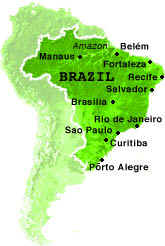 Amazon
Belém
Manaus
Fortaleza
BRAZIL
Recife
Salvador
Brasilia
Rio de Janeiro
Sao Paulo
Curitiba
Porto Alegre